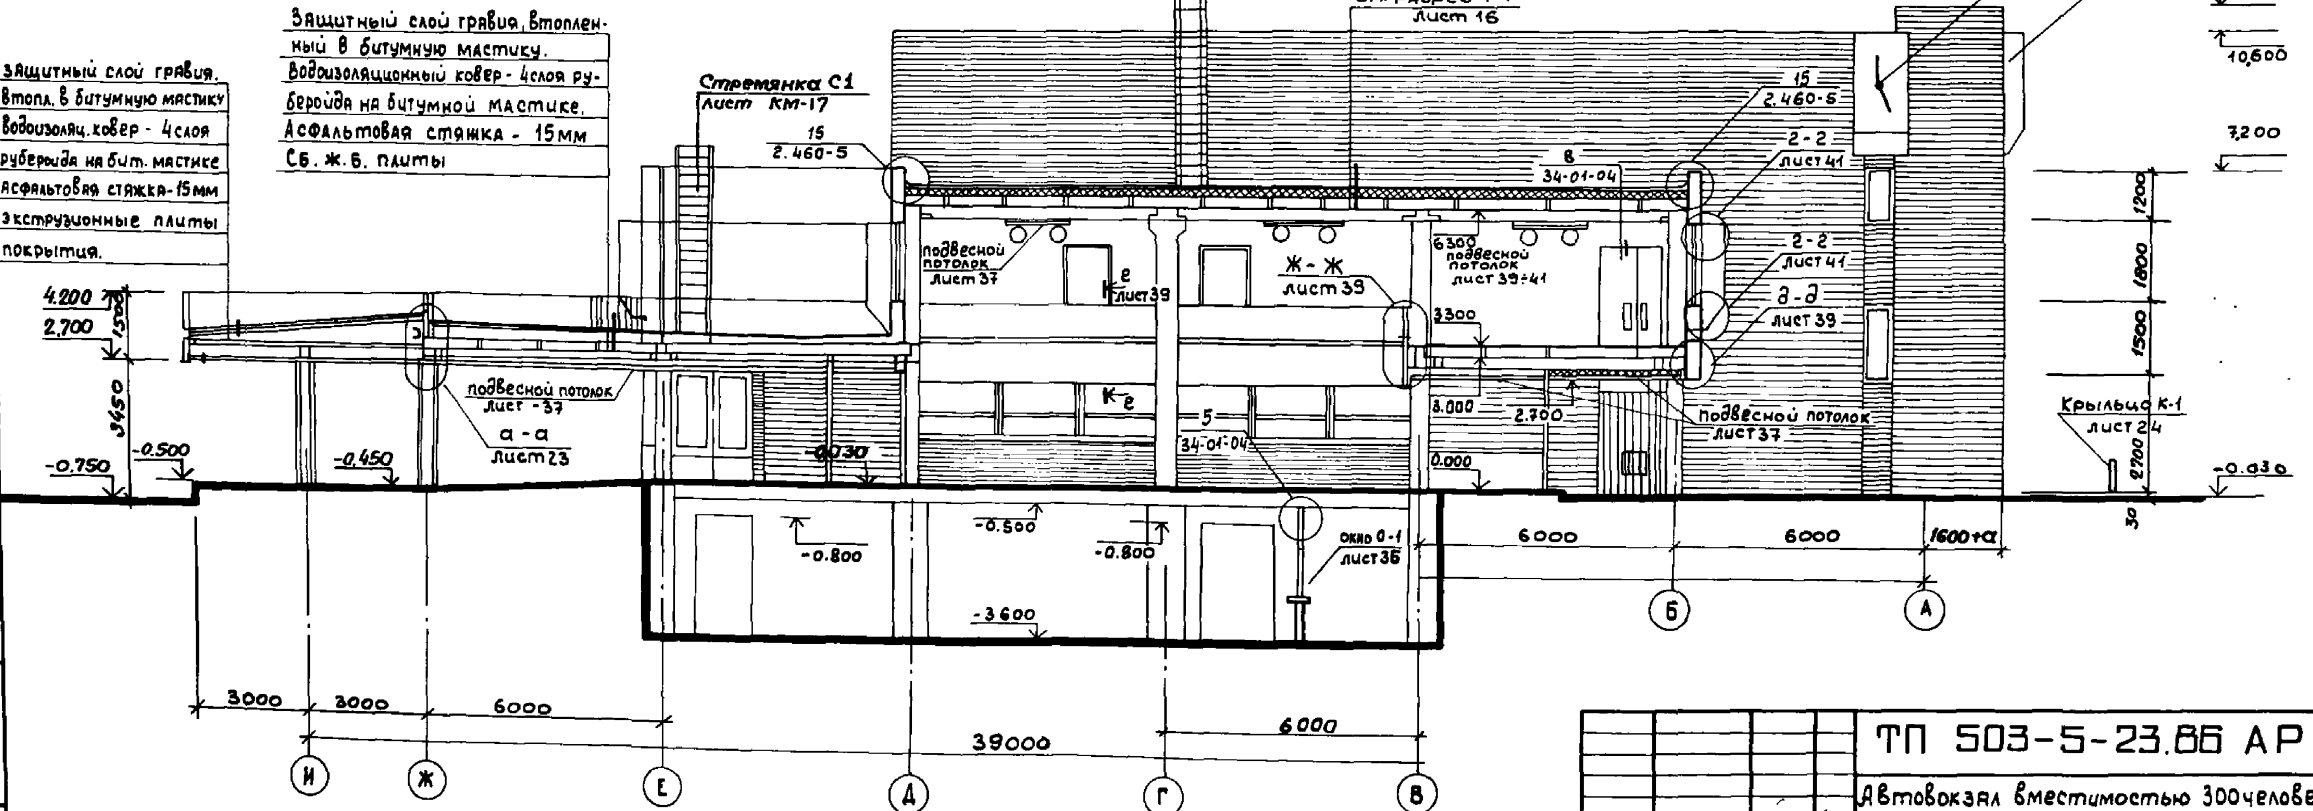 Защитный слой гравия, втоплен-
ный в битумную мастику.
Водоизоляционный ковер - 4слоя ру-
бероида на битумной мастике.
Асфальтовая стяжка - 15мм
Сб. ж.б. плиты
защитный слой гравия.
втопл. в битумную мастику
водоизоляц. ковер - 4слоя
рубероида на бит. мастике
асфальтовая стяжка-15мм
экструзионные плиты
покрытия.
Стремянка С1
лист КМ-17
15
2.460-5
лист 16
15
2.460-5
2-2
лист 41
в
34-01-04
10,600
7,200
1200
1800
1500
2700
30
2-2
лист 41
д-д
лист 39
подвесной
потолок
лист 37
е
лист 39
Ж-Ж
лист 39
6300
подвесной
потолок
лист 39÷41
3300
3.000
2.700
0.000
подвесной потолок
лист 37
Крыльцо К-1
лист 24
-0.030
4.200
2.700
1500
3450
-0.500
-0.750
-0.450
подвесной потолок
лист -37
а-а
лист 23
-0.030
е
5
34-01-04
-0.800
-0.500
-0.800
окно О-1
лист 36
-3600
6000
6000
1600+а
Б
А
3000
3000
6000
6000
39000
И
Ж
Е
Д
Г
В
ТП 503-5-23.86 АР
Автовокзал вместимостью 300челове